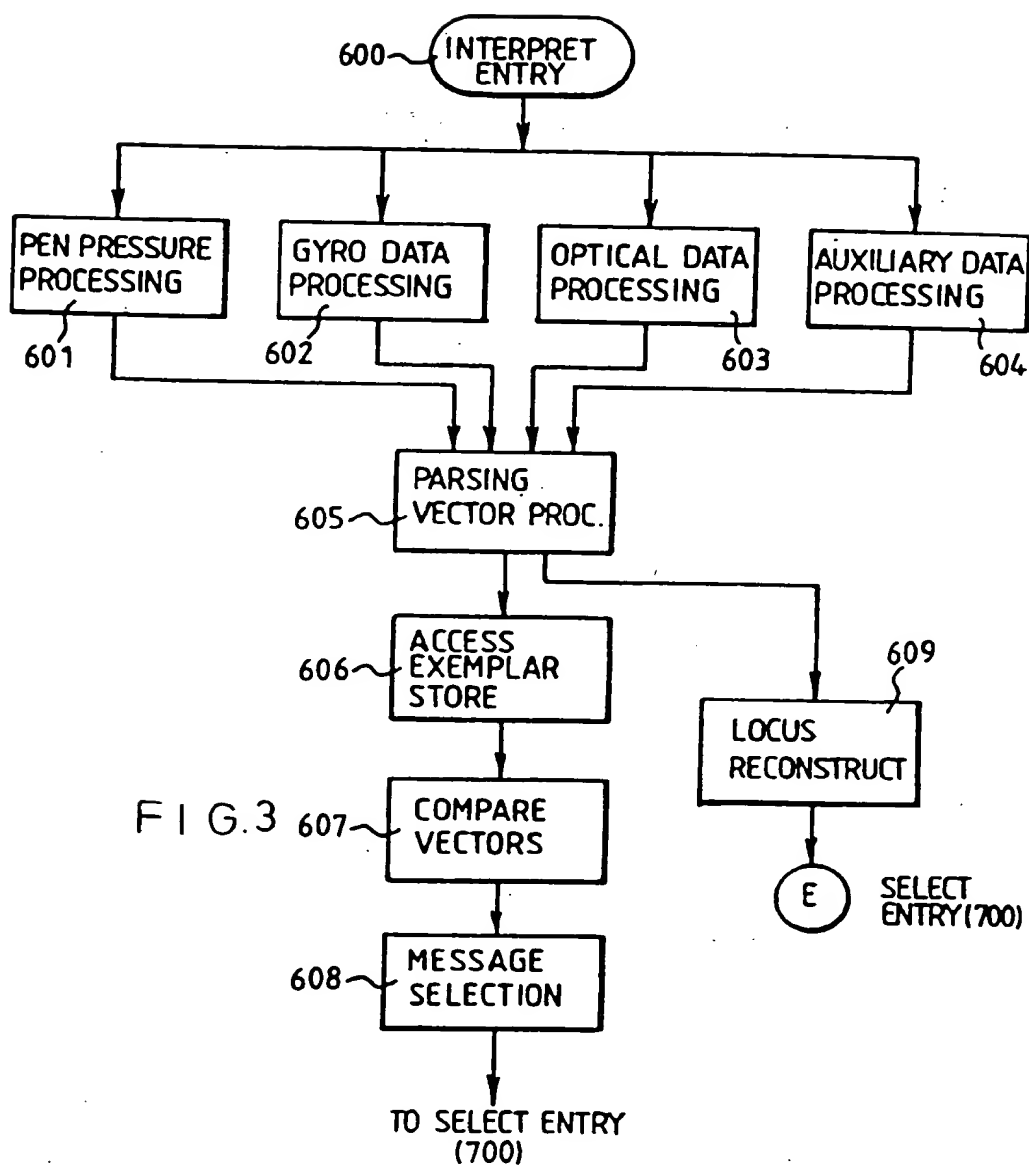 600
INTERPRET
ENTRY
PEN PRESSURE
PROCESSING
601
GYRO DATA
PROCESSING
602
OPTICAL DATA
PROCESSING
603
AUXILIARY DATA
PROCESSING
604
PARSING
VECTOR PROC.
605
ACCESS
EXEMPLAR
STORE
606
609
LOCUS
RECONSTRUCT
FIG.3
607
COMPARE
VECTORS
E
SELECT
ENTRY(700)
608
MESSAGE
SELECTION
TO SELECT ENTRY
(700)